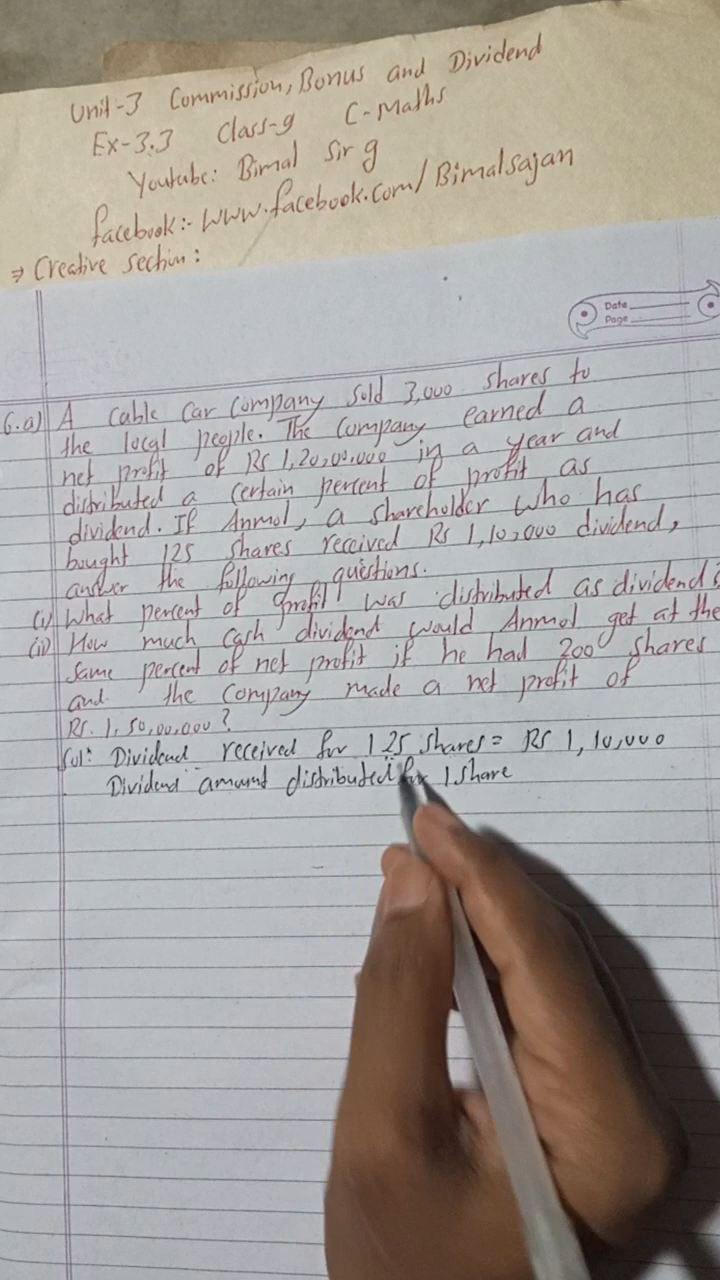 Unit-3 Commission, Bonus and Dividend
Ex-3.3 Class-9 C-Maths
Youtube: Bimal Sir g
facebook:- www.facebook.com/Bimalsajan
⇒ Creative section:
Date
Page
6.a) A Cable Car Company sold 3,000 shares to
the local people. The Company earned a
net profit of Rs 1,20,00,000 in a year and
distributed a certain percent of profit as
dividend. If Anmol, a shareholder who has
bought 125 shares received Rs 1,10,000 dividend,
answer the following questions.
(i) What percent of profit was distributed as dividend?
(ii) How much cash dividend would Anmol get at the
same percent of net profit if he had 200 shares
and the company made a net profit of
Rs. 1,50,00,000?
Sol: Dividend received for 125 shares = Rs 1,10,000
Dividend amount distributed for 1 share